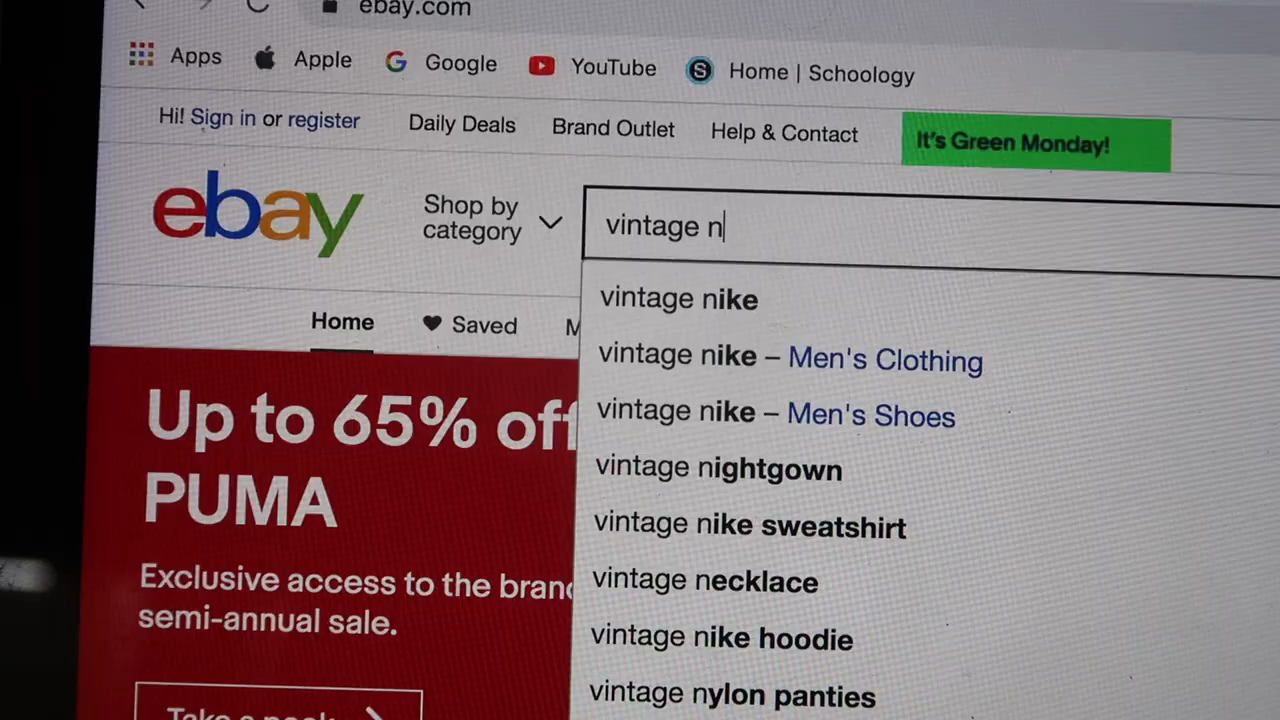 ebay.com
Apps Apple Google YouTube S Home | Schoology
Hi! Sign in or register Daily Deals Brand Outlet Help & Contact It's Green Monday!
ebay
Shop by
category
vintage n
vintage nike
vintage nike – Men's Clothing
vintage nike – Men's Shoes
vintage nightgown
vintage nike sweatshirt
vintage necklace
vintage nike hoodie
vintage nylon panties
Home Saved M
Up to 65% off
PUMA
Exclusive access to the brand
semi-annual sale.
Take a peek